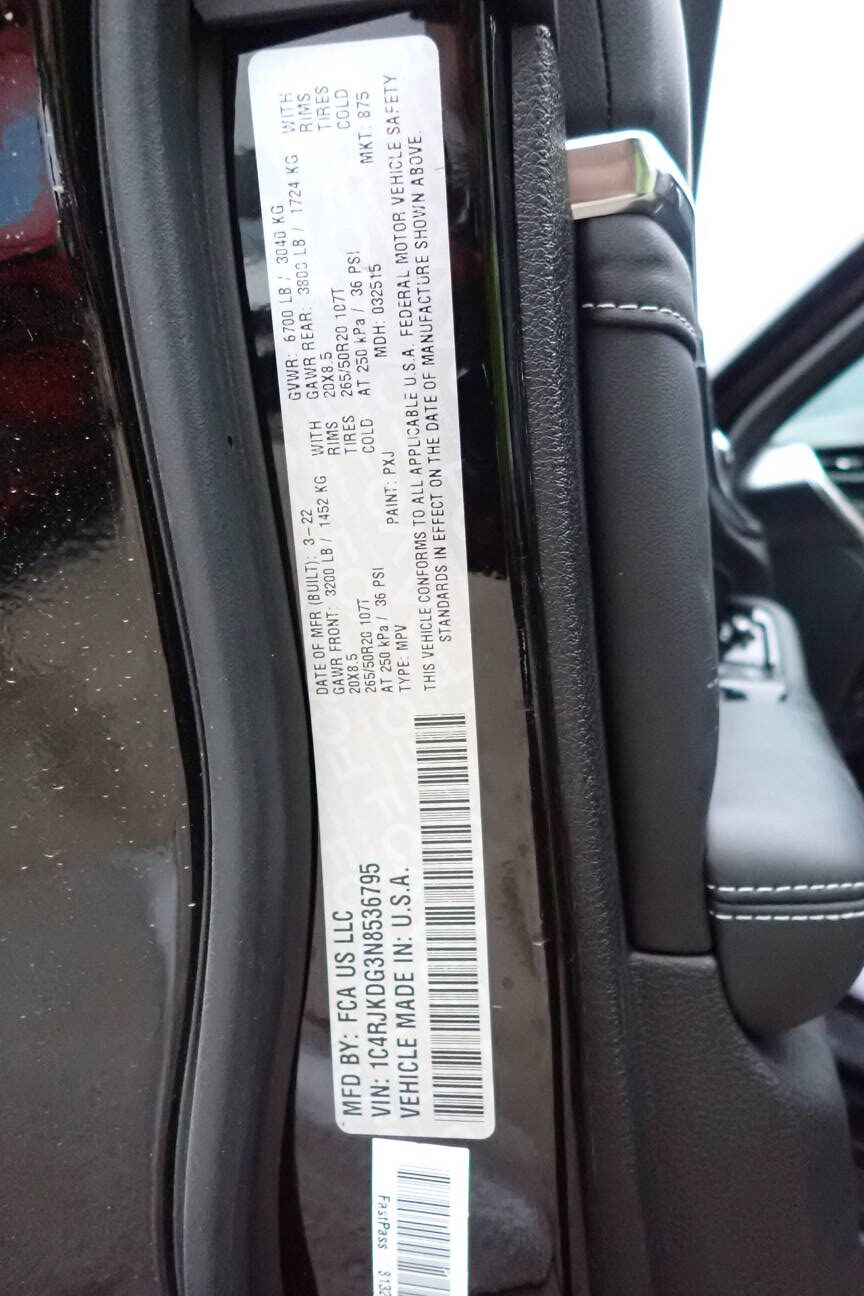 MFD BY: FCA US LLC
VIN: 1C4RJKDG3N8536795
VEHICLE MADE IN: U.S.A.
DATE OF MFR (BUILT): 3-22 GVWR: 6700 LB / 3040 KG
GAWR FRONT: 3200 LB / 1452 KG WITH GAWR REAR: 3800 LB / 1724 KG WITH
20X8.5 RIMS 20X8.5 RIMS
265/50R20 107T TIRES 265/50R20 107T TIRES
AT 250 kPa / 36 PSI COLD AT 250 kPa / 36 PSI COLD
TYPE: MPV PAINT: PXJ MDH: 032515 MKT: 875
THIS VEHICLE CONFORMS TO ALL APPLICABLE U.S.A. FEDERAL MOTOR VEHICLE SAFETY
STANDARDS IN EFFECT ON THE DATE OF MANUFACTURE SHOWN ABOVE.
FastPass